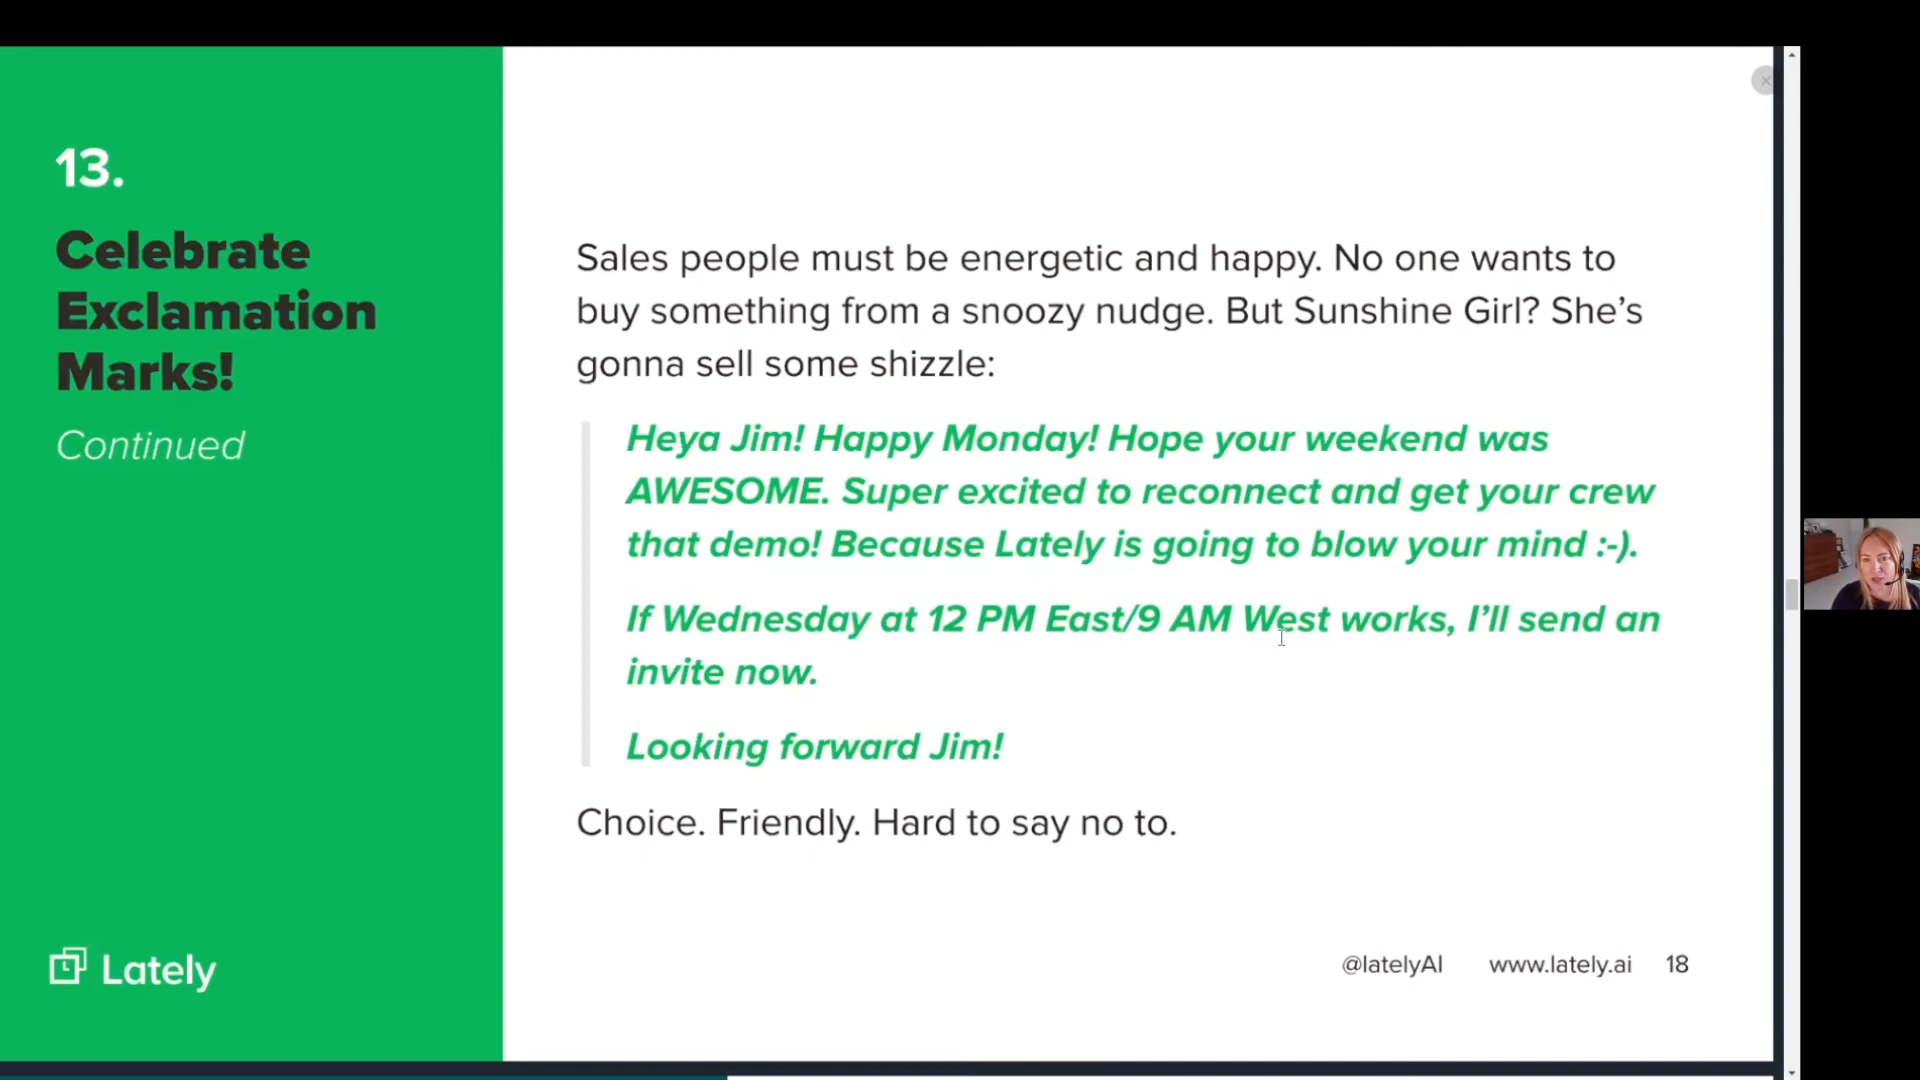 13.
Celebrate
Exclamation
Marks!
Continued
Sales people must be energetic and happy. No one wants to
buy something from a snoozy nudge. But Sunshine Girl? She’s
gonna sell some shizzle:
Heya Jim! Happy Monday! Hope your weekend was
AWESOME. Super excited to reconnect and get your crew
that demo! Because Lately is going to blow your mind :-).
If Wednesday at 12 PM East/9 AM West works, I’ll send an
invite now.
Looking forward Jim!
Choice. Friendly. Hard to say no to.
Lately
@latelyAI www.lately.ai 18